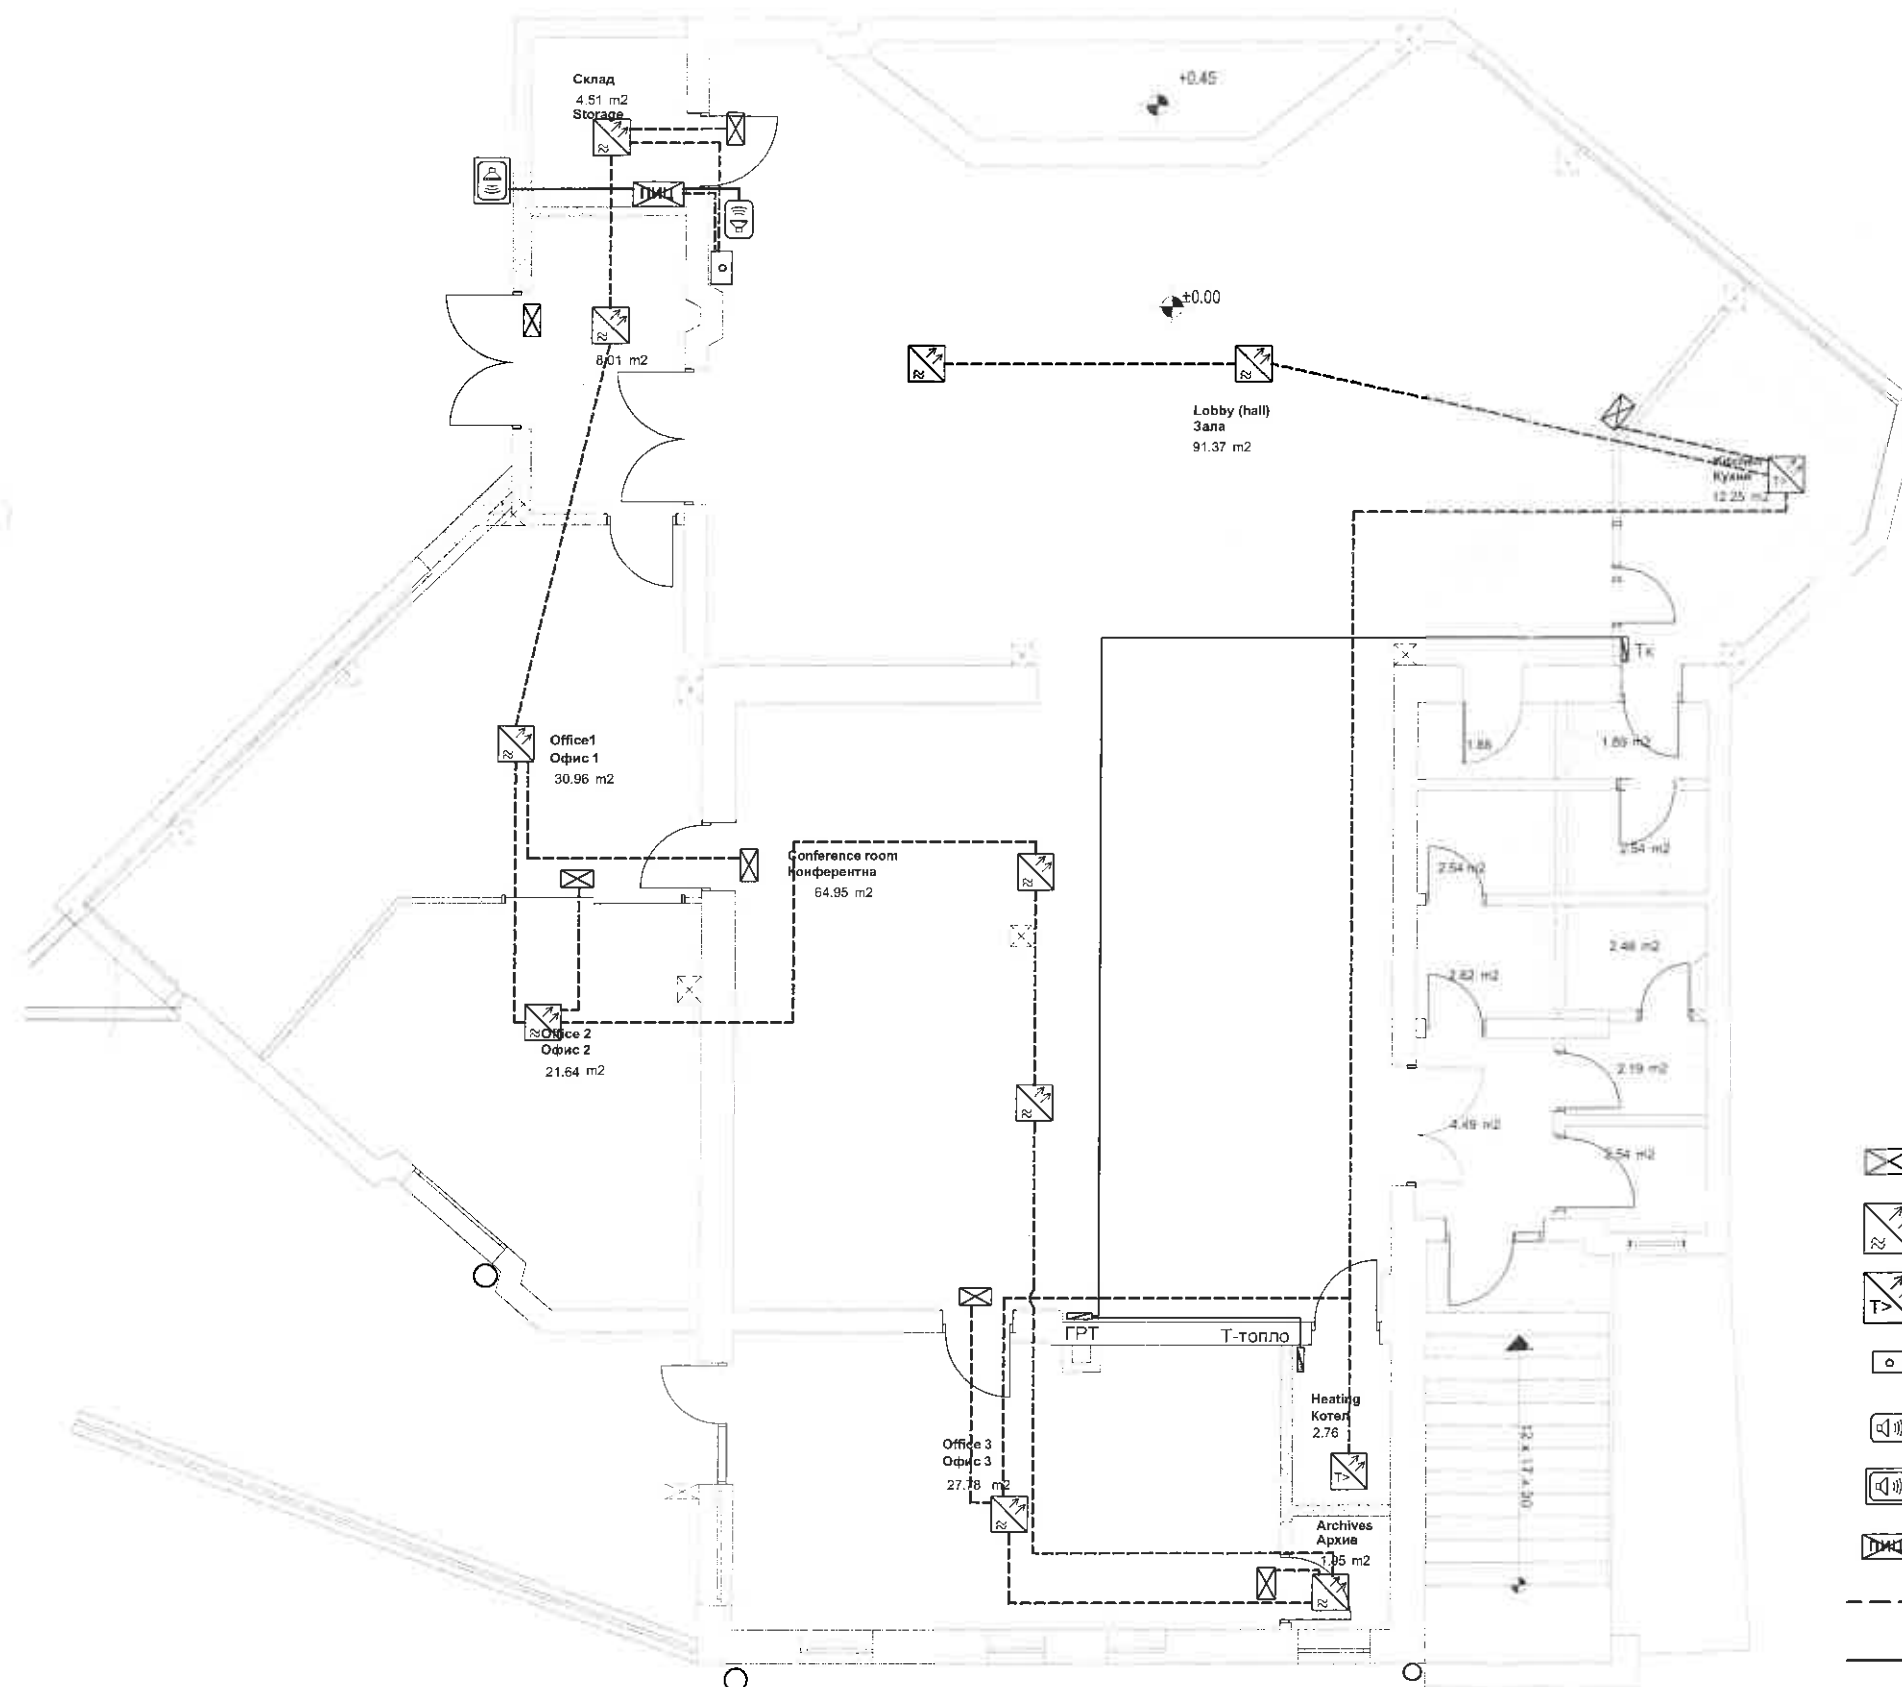 Склад
4.51 m2
Storage
+0.45
ПИЦ
±0.00
8.01 m2
Lobby (hall)
Зала
91.37 m2
Кухня
12.25 m2
T>
Тк
Office1
Офис 1
30.96 m2
1.88
1.89 m2
2.54 m2
Conference room
Конферентна
64.95 m2
2.54 m2
2.48 m2
2.62 m2
Office 2
Офис 2
21.64 m2
2.19 m2
4.49 m2
2.54 m2
T>
ГРТ
Т-топло
Heating
Котел
2.76
Office 3
Офис 3
27.78 m2
T>
Archives
Архив
1.95 m2
ПИЦ